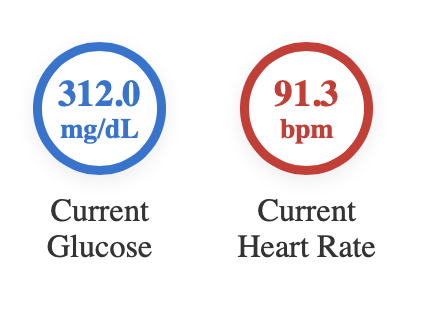 312.0
mg/dL
Current
Glucose
91.3
bpm
Current
Heart Rate